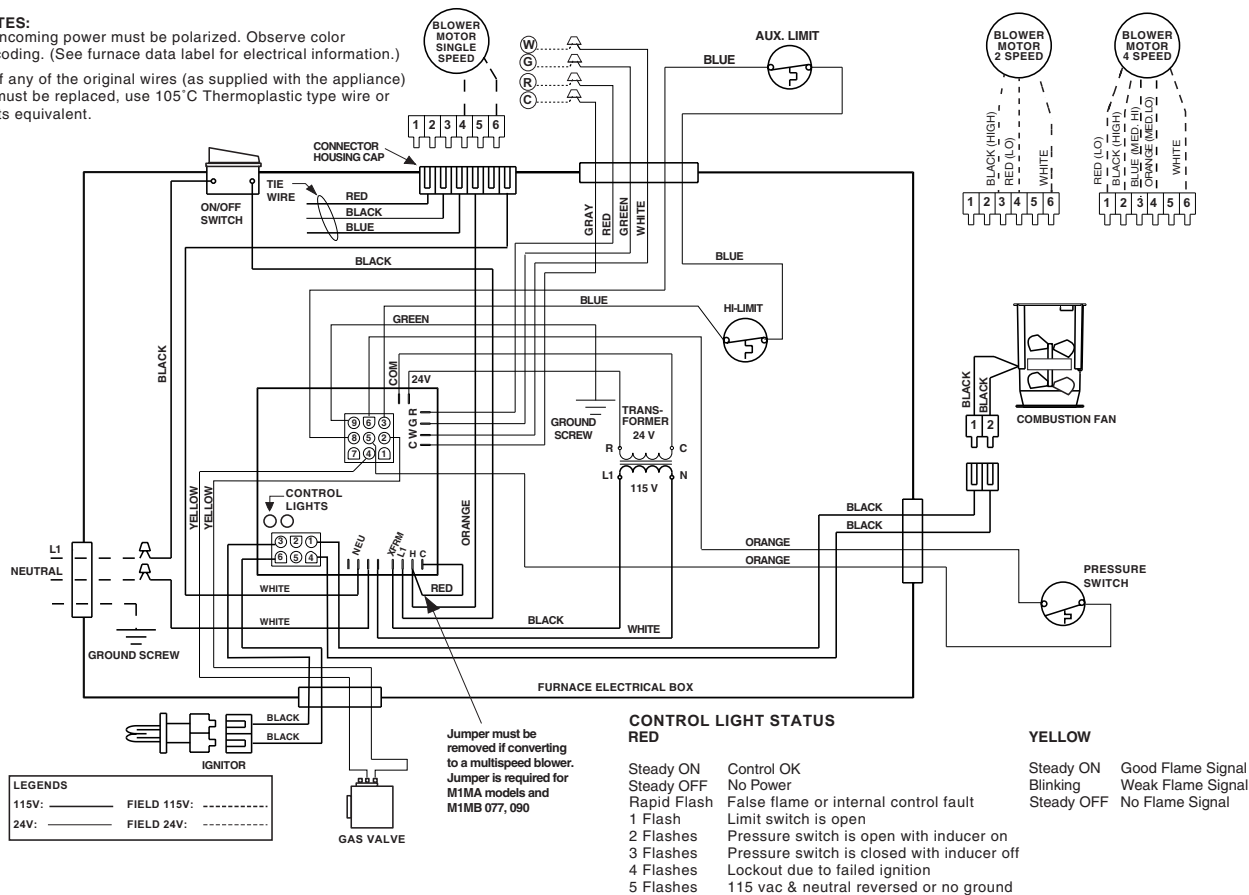 TES:
ncoming power must be polarized. Observe color
coding. (See furnace data label for electrical information.)
f any of the original wires (as supplied with the appliance)
must be replaced, use 105°C Thermoplastic type wire or
ts equivalent.
BLOWER
MOTOR
SINGLE
SPEED
W
G
R
C
BLUE
AUX. LIMIT
BLOWER
MOTOR
2 SPEED
BLOWER
MOTOR
4 SPEED
BLACK (HIGH)
RED (LO)
WHITE
RED (LO)
BLACK (HIGH)
BLUE (MED. HI)
ORANGE (MED.LO)
WHITE
1 2 3 4 5 6
1 2 3 4 5 6
1 2 3 4 5 6
CONNECTOR
HOUSING CAP
ON/OFF
SWITCH
TIE
WIRE
RED
BLACK
BLUE
GRAY
RED
GREEN
WHITE
BLACK
BLUE
BLUE
HI-LIMIT
GREEN
BLACK
COM
24V
GROUND
SCREW
TRANS-
FORMER
24 V
R C
L1 N
115 V
9 6 3
8 5 2
7 4 1
C W G R
BLACK
BLACK
1 2
COMBUSTION FAN
YELLOW
YELLOW
CONTROL
LIGHTS
3 2 1
6 5 4
NEU
XFRM
L1
H
C
ORANGE
RED
BLACK
BLACK
ORANGE
ORANGE
PRESSURE
SWITCH
L1
NEUTRAL
WHITE
WHITE
BLACK
WHITE
GROUND SCREW
FURNACE ELECTRICAL BOX
BLACK
BLACK
IGNITOR
GAS VALVE
Jumper must be
removed if converting
to a multispeed blower.
Jumper is required for
M1MA models and
M1MB 077, 090
LEGENDS
115V: FIELD 115V:
24V: FIELD 24V:
CONTROL LIGHT STATUS
RED
Steady ON Control OK
Steady OFF No Power
Rapid Flash False flame or internal control fault
1 Flash Limit switch is open
2 Flashes Pressure switch is open with inducer on
3 Flashes Pressure switch is closed with inducer off
4 Flashes Lockout due to failed ignition
5 Flashes 115 vac & neutral reversed or no ground
YELLOW
Steady ON Good Flame Signal
Blinking Weak Flame Signal
Steady OFF No Flame Signal